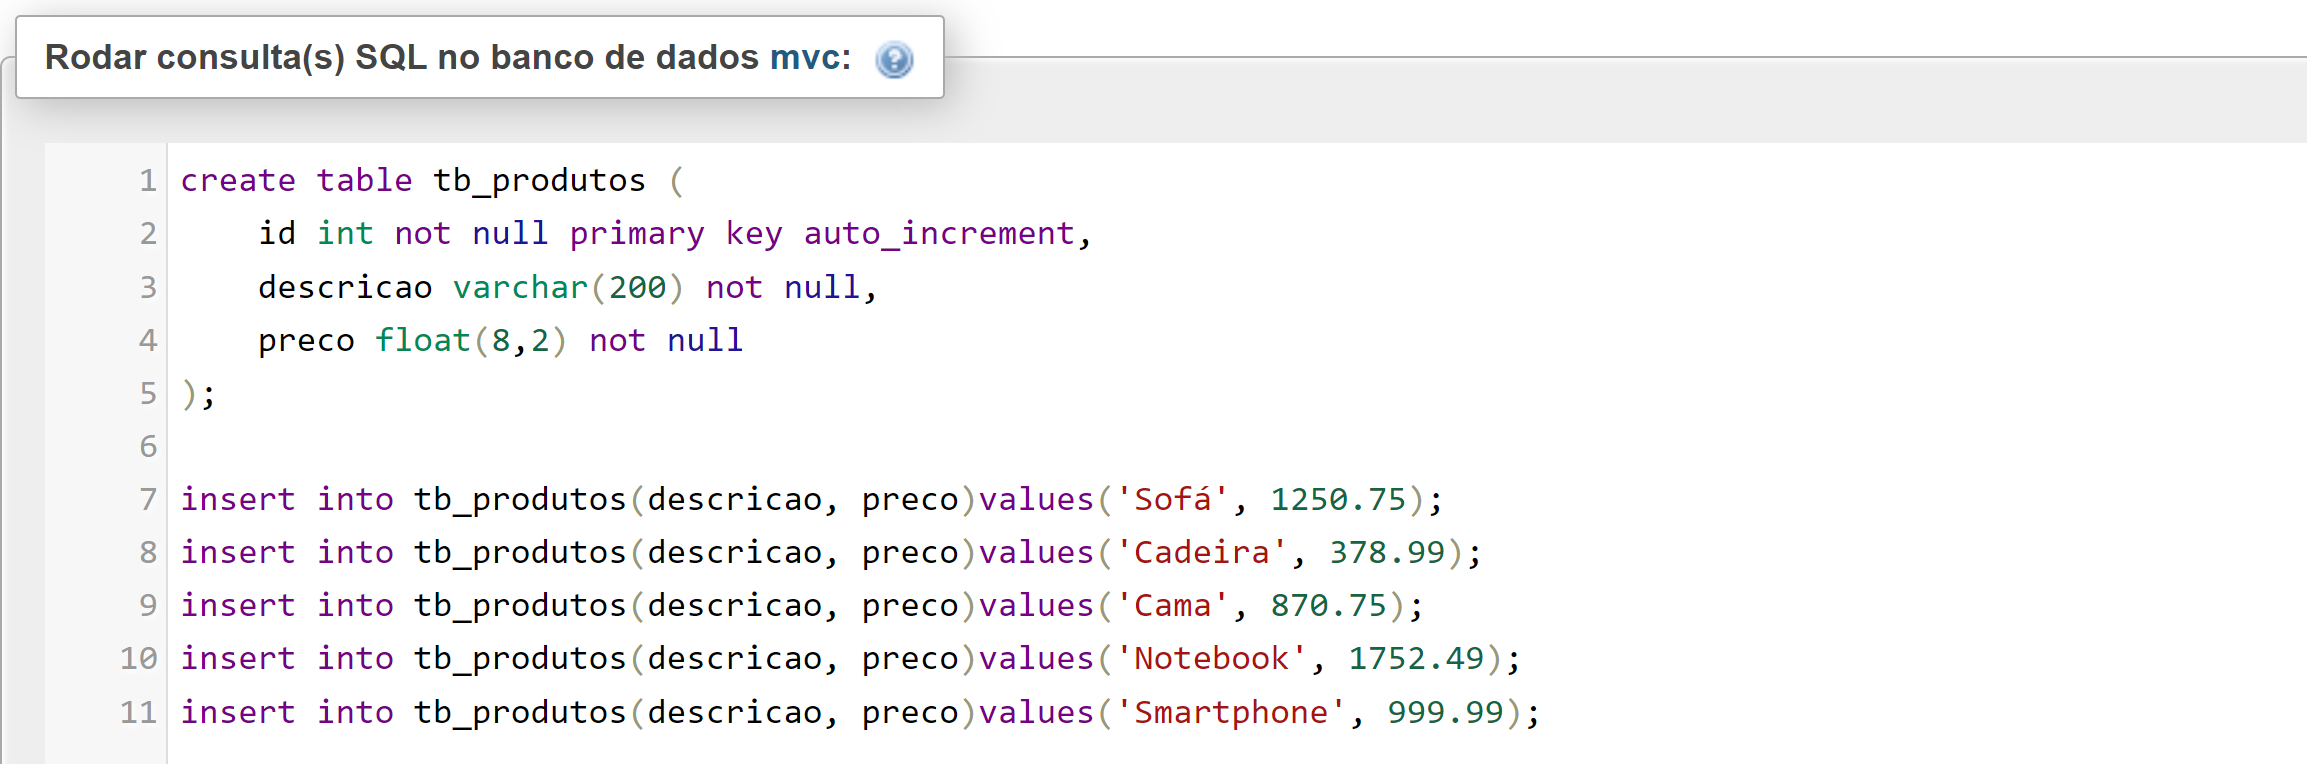 Rodar consulta(s) SQL no banco de dados mvc:
1 create table tb_produtos (
2     id int not null primary key auto_increment,
3     descricao varchar(200) not null,
4     preco float(8,2) not null
5 );
6
7 insert into tb_produtos(descricao, preco)values('Sofá', 1250.75);
8 insert into tb_produtos(descricao, preco)values('Cadeira', 378.99);
9 insert into tb_produtos(descricao, preco)values('Cama', 870.75);
10 insert into tb_produtos(descricao, preco)values('Notebook', 1752.49);
11 insert into tb_produtos(descricao, preco)values('Smartphone', 999.99);